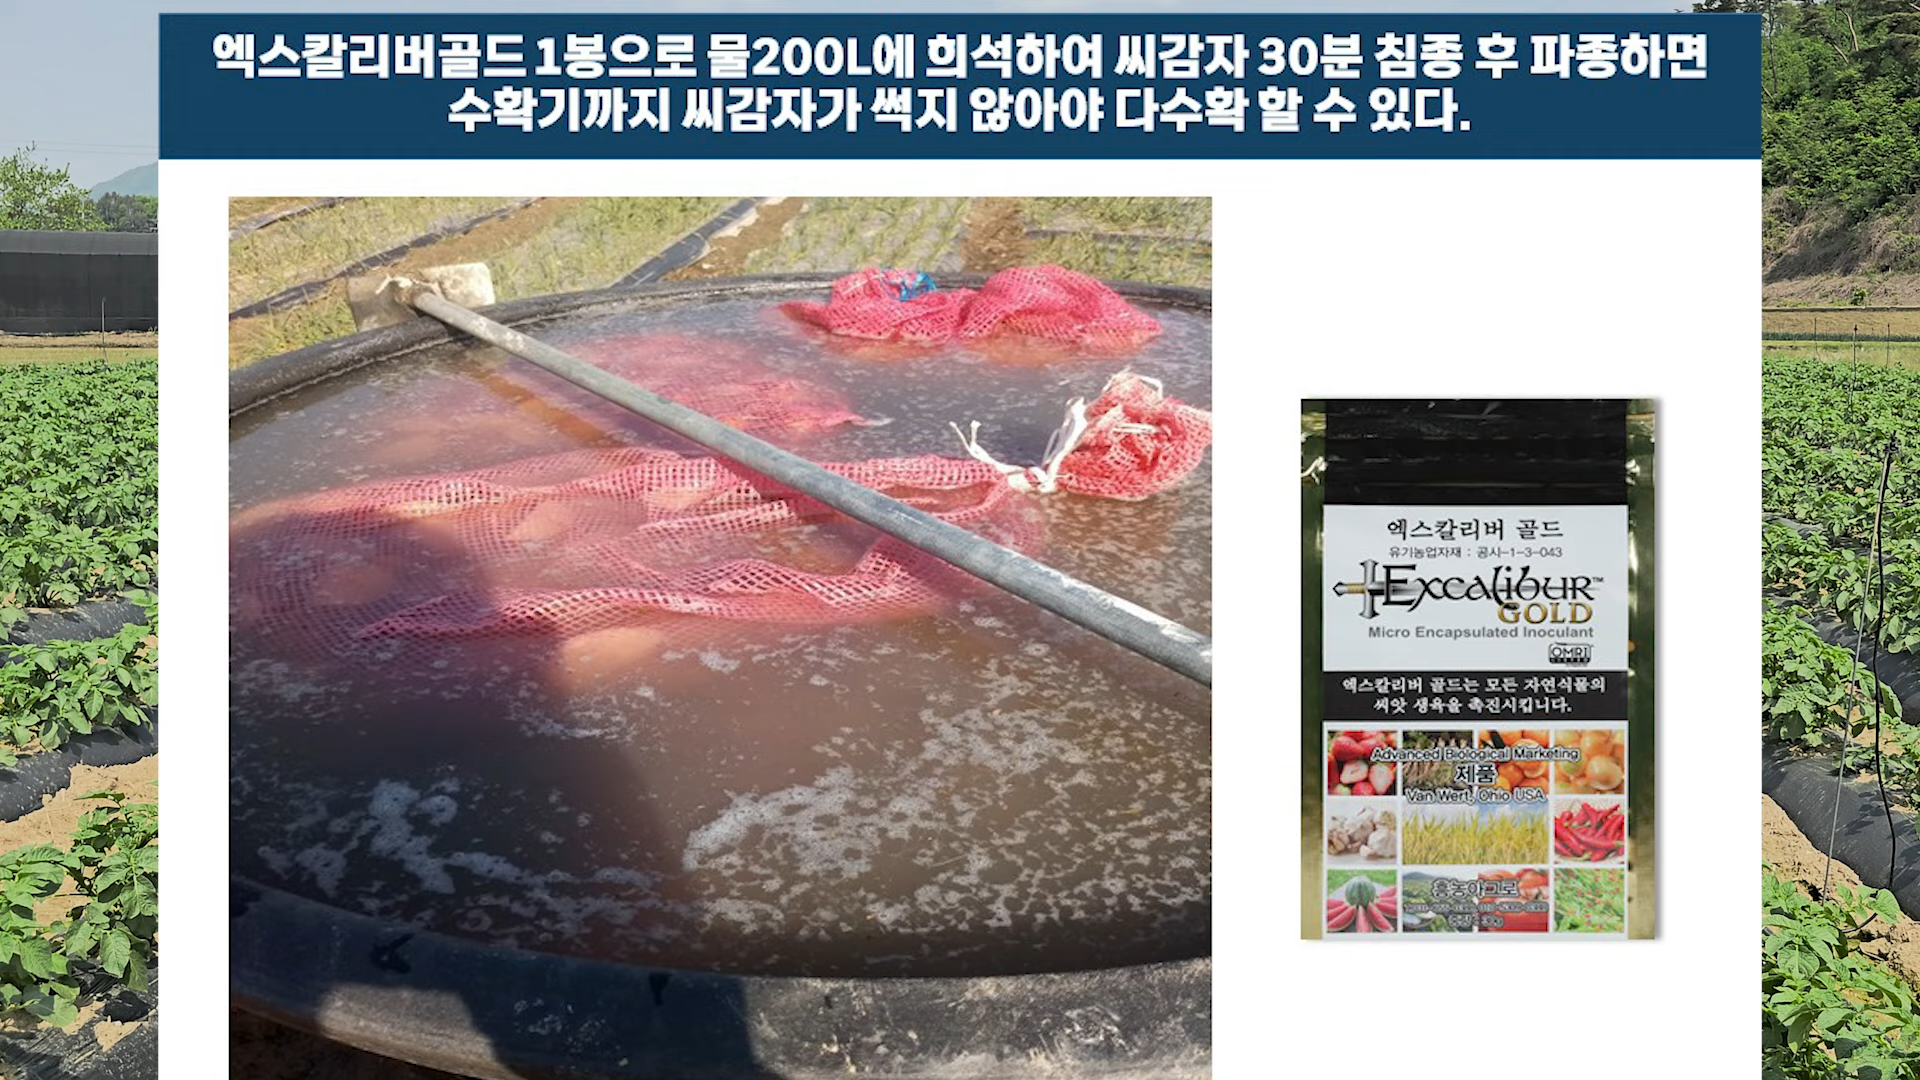 엑스칼리버골드 1봉으로 물200L에 희석하여 씨감자 30분 침종 후 파종하면
수확기까지 씨감자가 썩지 않아야 다수확 할 수 있다.
엑스칼리버 골드
유기농업자재 : 공시-1-3-043
EXCALIBUR™
GOLD
Micro Encapsulated Inoculant
OMRI
LISTED
엑스칼리버 골드는 모든 자연식물의
씨앗 생육을 촉진시킵니다.
Advanced Biological Marketing
제품
Van Wert, Ohio USA
흥농아그로